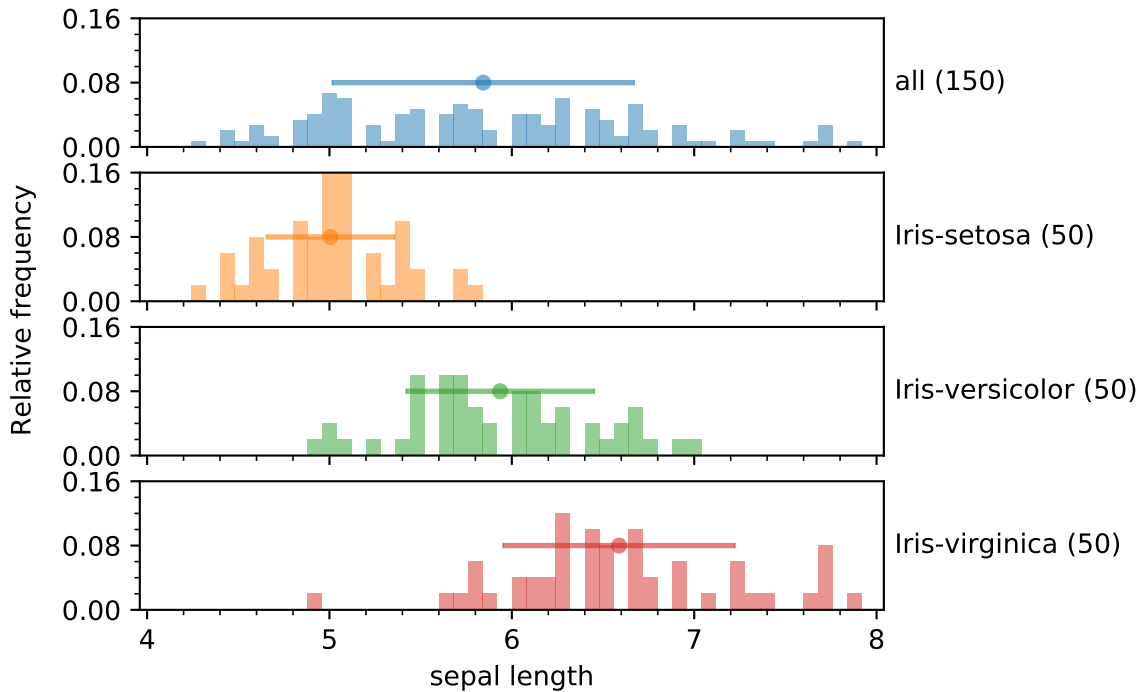 0.16
0.08
0.00
all (150)
0.16
0.08
0.00
Iris-setosa (50)
0.16
0.08
0.00
Iris-versicolor (50)
0.16
0.08
0.00
Iris-virginica (50)
4 5 6 7 8
sepal length
Relative frequency